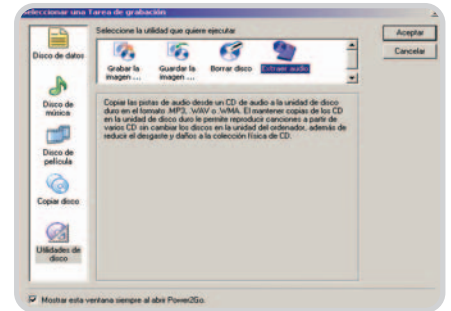 Seleccionar una Tarea de grabación
Seleccione la utilidad que quiere ejecutar
Aceptar
Cancelar
Disco de datos
Disco de
música
Disco de
película
Copiar disco
Utilidades de
disco
Grabar la
imagen ...
Guardar la
imagen ...
Borrar disco
Extraer audio
Copiar las pistas de audio desde un CD de audio a la unidad de disco
duro en el formato .MP3, .WAV o .WMA. El mantener copias de los CD
en la unidad de disco duro le permite reproduce canciones a partir de
varios CD sin cambiar los discos en la unidad del ordenador, además de
reducir el desgaste y daños a la colección física de CD.
Mostrar esta ventana siempre al abrir Power2Go.